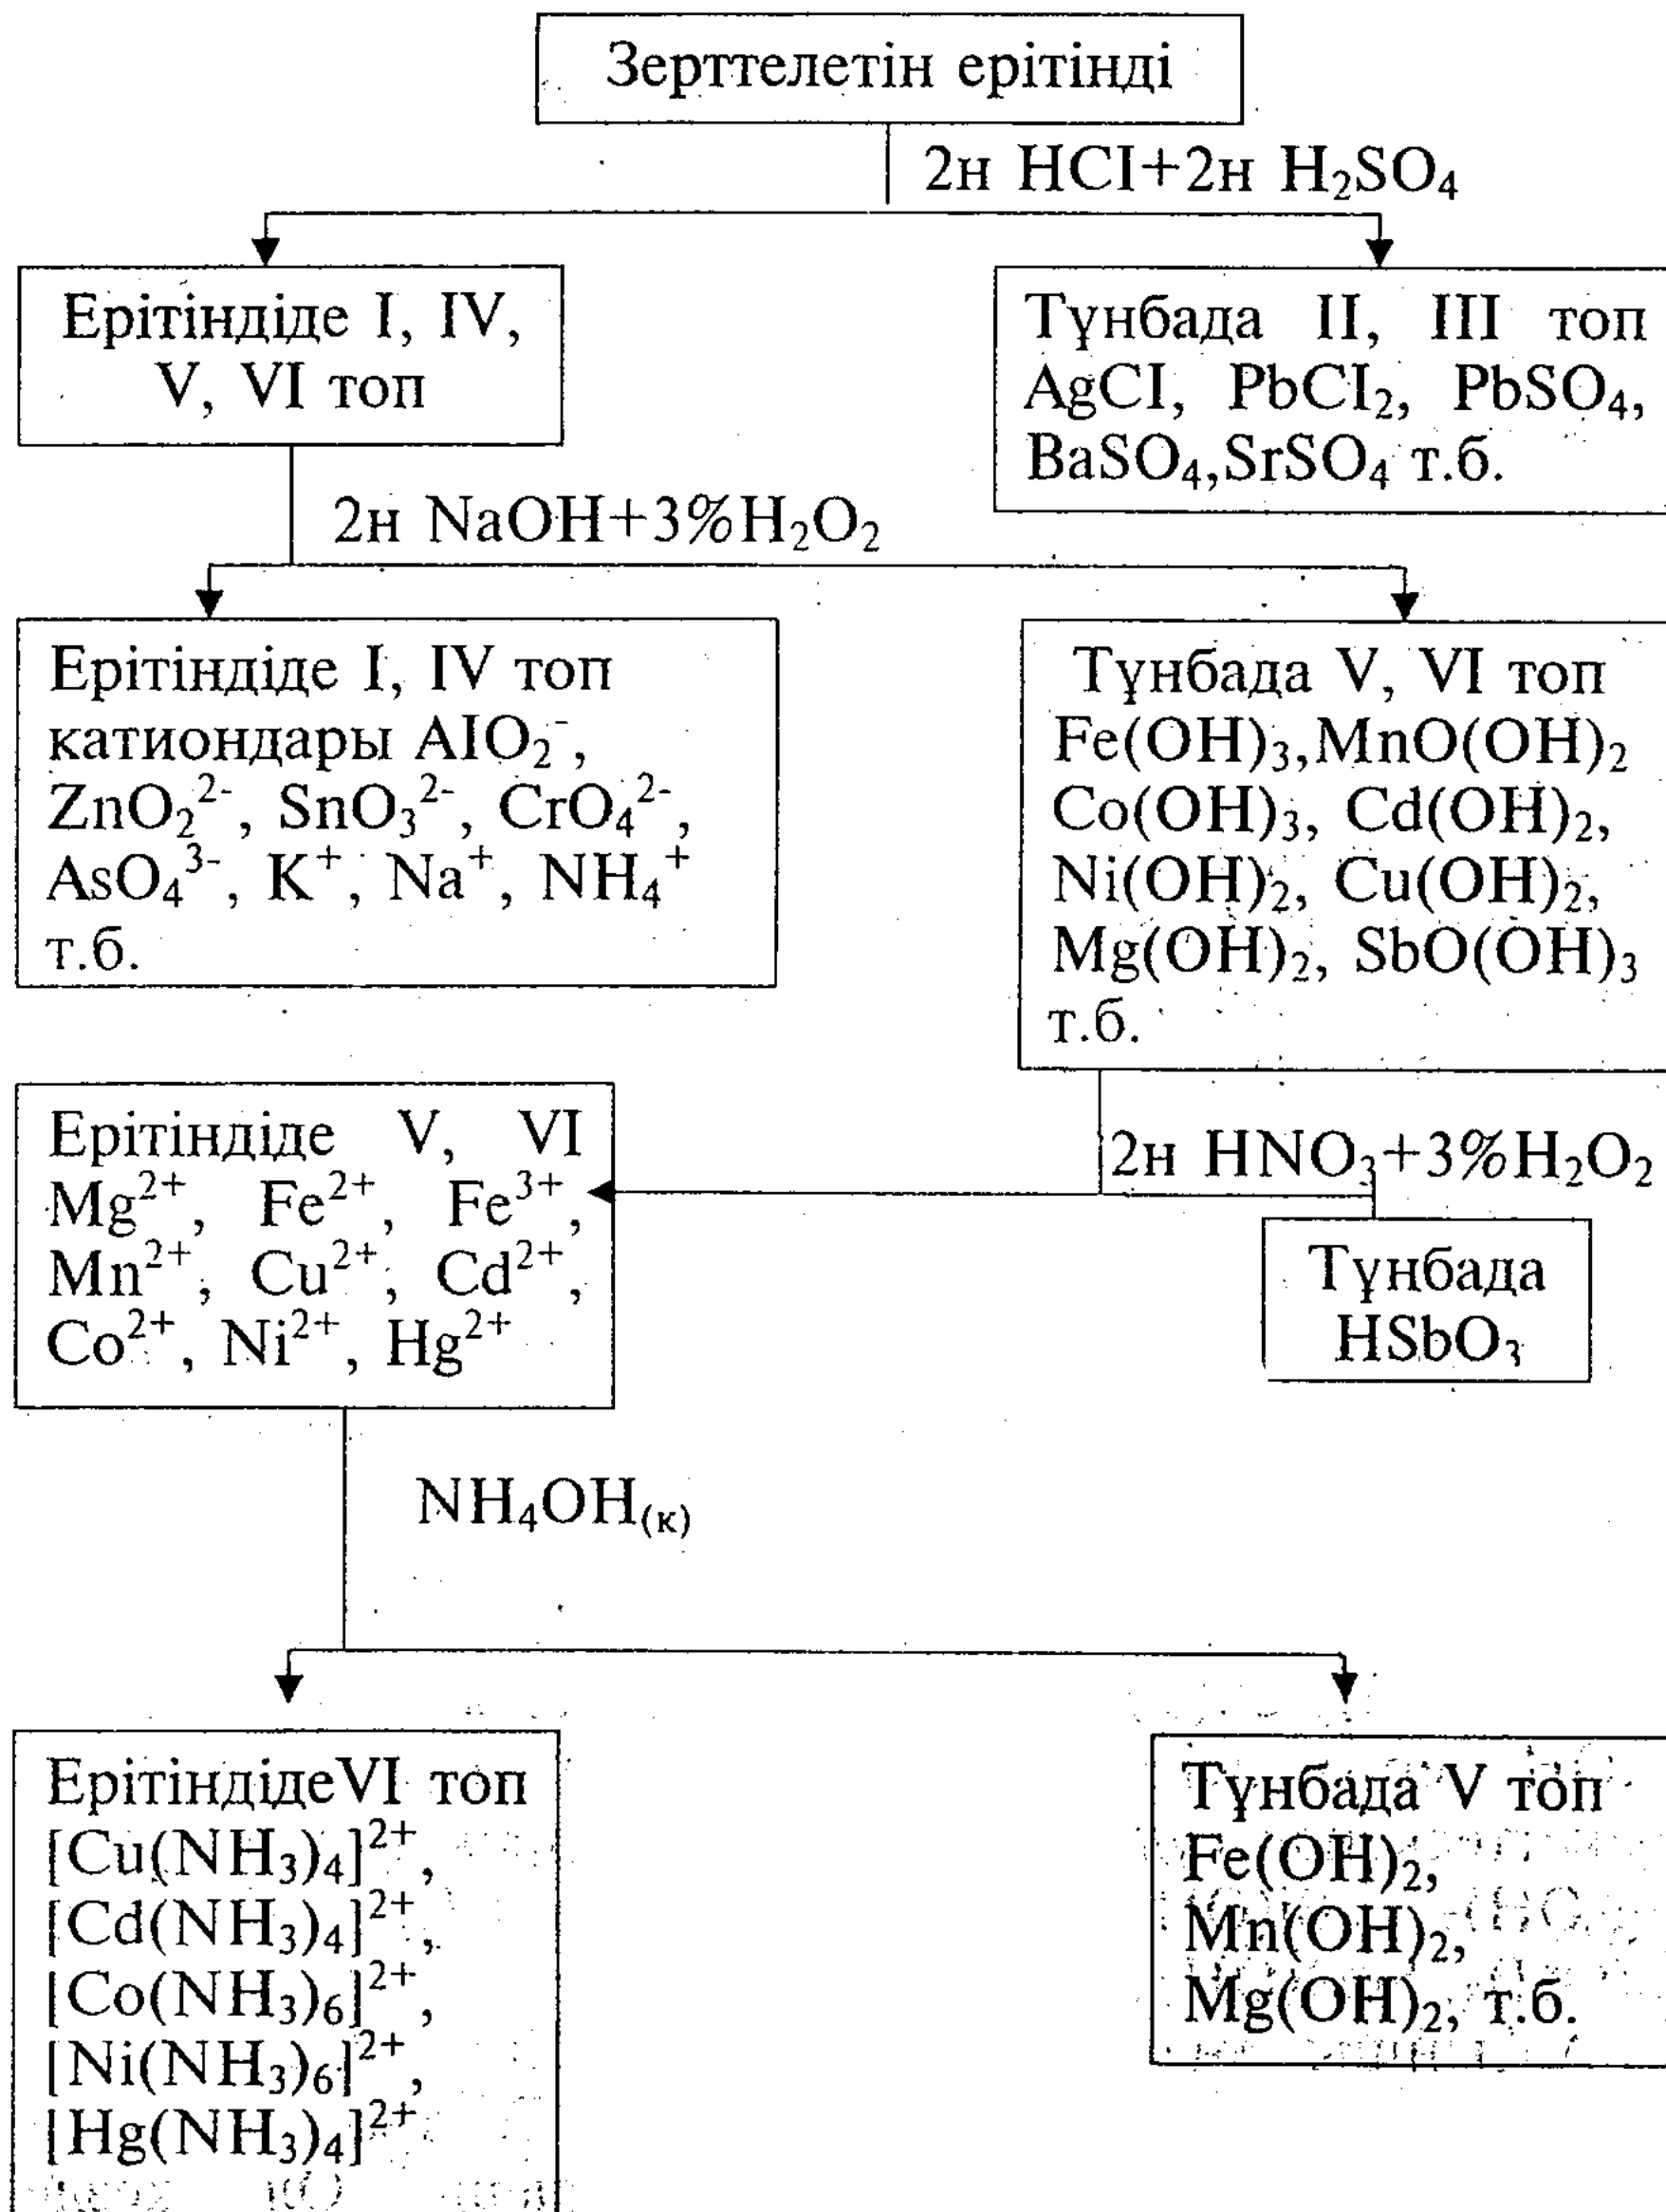 Зерттелетін ерітінді
2н HCI+2н H₂SO₄
Ерітіндіде I, IV,
V, VI топ
Тұнбада II, III топ
AgCI, PbCI₂, PbSO₄,
BaSO₄,SrSO₄ т.б.
2н NaOH+3%H₂O₂
Ерітіндіде I, IV топ
катиондары AIO₂⁻,
ZnO₂²⁻, SnO₃²⁻, CrO₄²⁻,
AsO₄³⁻, K⁺, Na⁺, NH₄⁺
т.б.
Тұнбада V, VI топ
Fe(OH)₃,MnO(OH)₂
Co(OH)₃, Cd(OH)₂,
Ni(OH)₂, Cu(OH)₂,
Mg(OH)₂, SbO(OH)₃
т.б.
2н HNO₃+3%H₂O₂
Ерітіндіде V, VI
Mg²⁺, Fe²⁺, Fe³⁺,
Mn²⁺, Cu²⁺, Cd²⁺,
Co²⁺, Ni²⁺, Hg²⁺
Тұнбада
HSbO₃
NH₄OH₍к₎
ЕрітіндідеVI топ
[Cu(NH₃)₄]²⁺,
[Cd(NH₃)₄]²⁺,
[Co(NH₃)₆]²⁺,
[Ni(NH₃)₆]²⁺,
[Hg(NH₃)₄]²⁺
Тұнбада V топ
Fe(OH)₂,
Mn(OH)₂,
Mg(OH)₂, т.б.